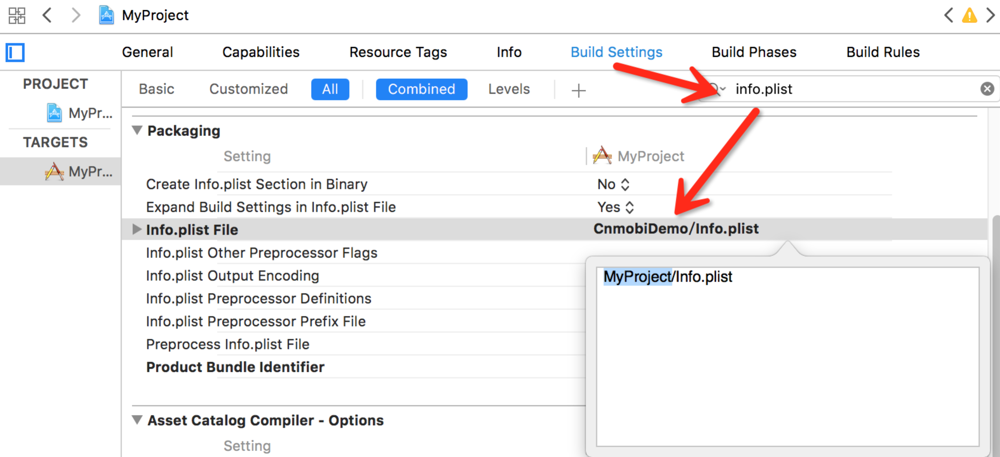 MyProject
General Capabilities Resource Tags Info Build Settings Build Phases Build Rules
PROJECT
MyPr...
TARGETS
MyPr...
Basic Customized All Combined Levels + info.plist
Packaging
Setting MyProject
Create Info.plist Section in Binary No
Expand Build Settings in Info.plist File Yes
Info.plist File CnmobiDemo/Info.plist
Info.plist Other Preprocessor Flags
Info.plist Output Encoding
Info.plist Preprocessor Definitions
Info.plist Preprocessor Prefix File
Preprocess Info.plist File
Product Bundle Identifier
MyProject/Info.plist
Asset Catalog Compiler - Options
Setting